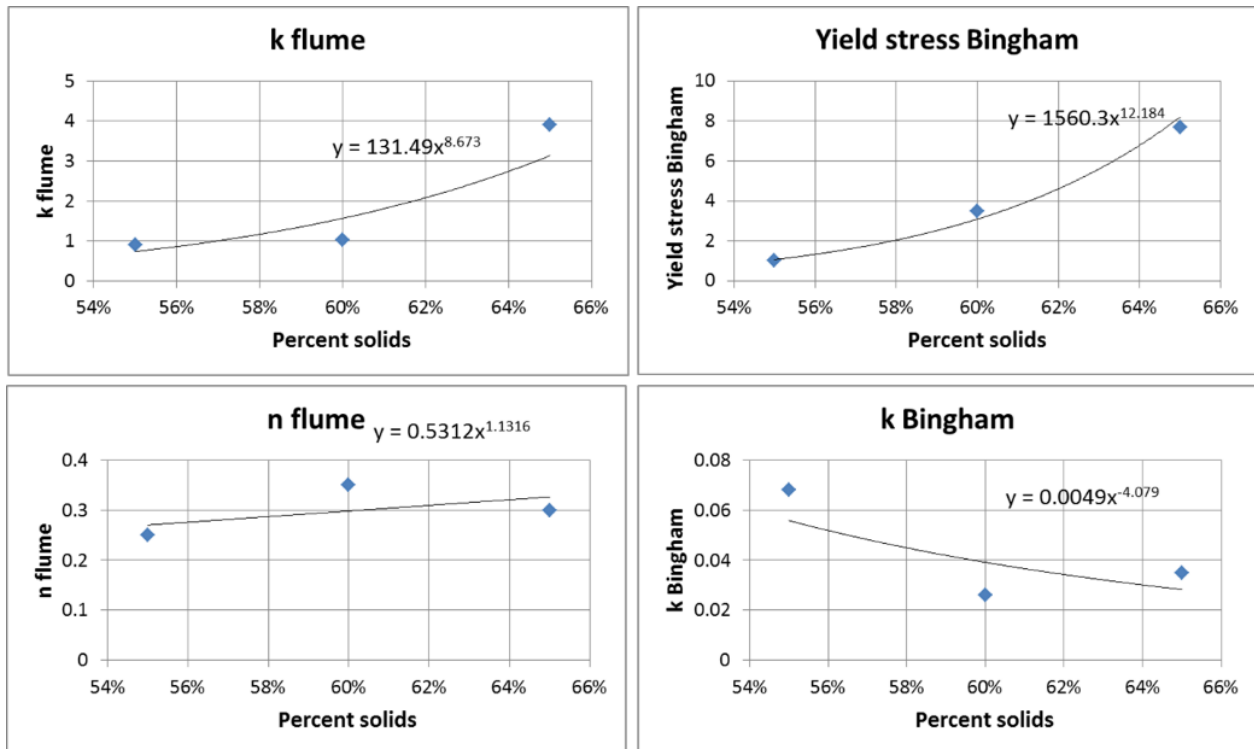 k flume
5
4
3
2
1
0
k flume
y = 131.49x^8.673
54% 56% 58% 60% 62% 64% 66%
Percent solids
Yield stress Bingham
10
8
6
4
2
0
Yield stress Bingham
y = 1560.3x^12.184
54% 56% 58% 60% 62% 64% 66%
Percent solids
n flume
y = 0.5312x^1.1316
0.4
0.3
0.2
0.1
0
n flume
54% 56% 58% 60% 62% 64% 66%
Percent solids
k Bingham
0.08
0.06
0.04
0.02
0
k Bingham
y = 0.0049x^-4.079
54% 56% 58% 60% 62% 64% 66%
Percent solids